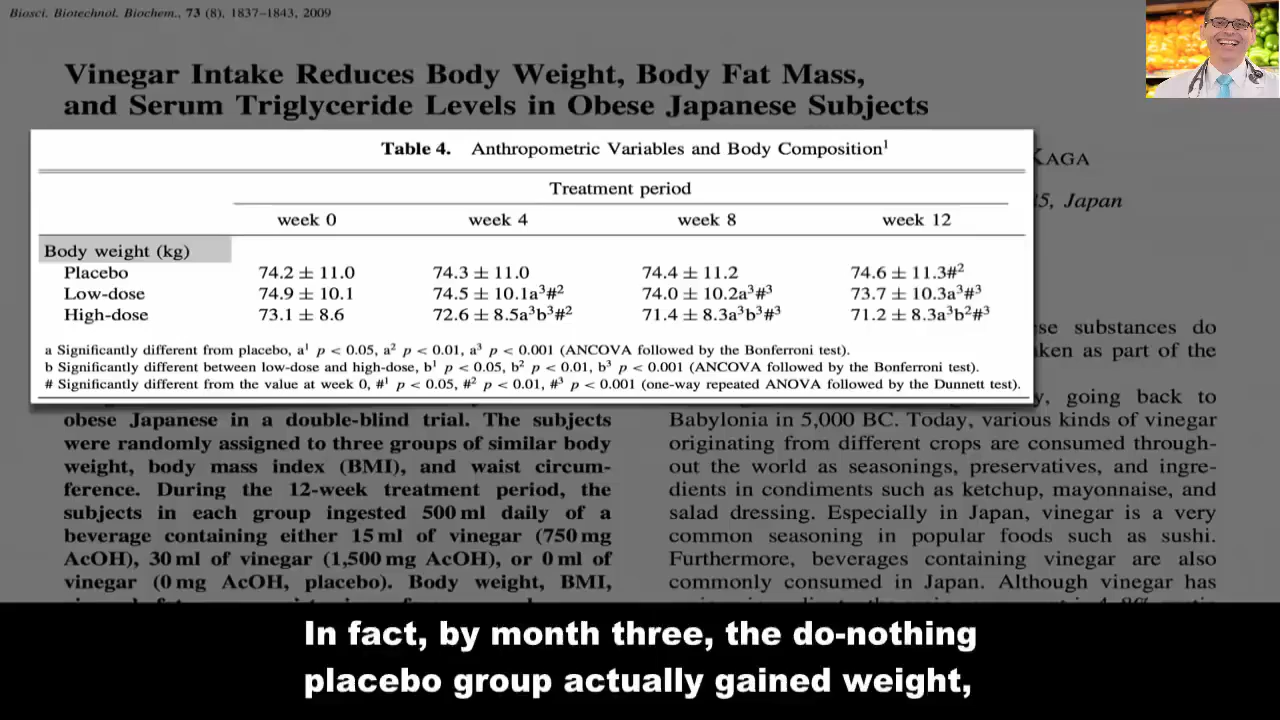 Biosci. Biotechnol. Biochem., 73 (8), 1837–1843, 2009
Vinegar Intake Reduces Body Weight, Body Fat Mass,
and Serum Triglyceride Levels in Obese Japanese Subjects
KAGA
Japan
Table 4. Anthropometric Variables and Body Composition¹
Treatment period
week 0 week 4 week 8 week 12
Body weight (kg)
Placebo 74.2 ± 11.0 74.3 ± 11.0 74.4 ± 11.2 74.6 ± 11.3#²
Low-dose 74.9 ± 10.1 74.5 ± 10.1a³#² 74.0 ± 10.2a³#³ 73.7 ± 10.3a³#³
High-dose 73.1 ± 8.6 72.6 ± 8.5a³b³#² 71.4 ± 8.3a³b³#³ 71.2 ± 8.3a³b²#³
a Significantly different from placebo, a¹ p < 0.05, a² p < 0.01, a³ p < 0.001 (ANCOVA followed by the Bonferroni test).
b Significantly different between low-dose and high-dose, b¹ p < 0.05, b² p < 0.01, b³ p < 0.001 (ANCOVA followed by the Bonferroni test).
# Significantly different from the value at week 0, #¹ p < 0.05, #² p < 0.01, #³ p < 0.001 (one-way repeated ANOVA followed by the Dunnett test).
obese Japanese in a double-blind trial. The subjects
were randomly assigned to three groups of similar body
weight, body mass index (BMI), and waist circum-
ference. During the 12-week treatment period, the
subjects in each group ingested 500 ml daily of a
beverage containing either 15 ml of vinegar (750 mg
AcOH), 30 ml of vinegar (1,500 mg AcOH), or 0 ml of
vinegar (0 mg AcOH, placebo). Body weight, BMI,
substances do
taken as part of the
going back to
Babylonia in 5,000 BC. Today, various kinds of vinegar
originating from different crops are consumed through-
out the world as seasonings, preservatives, and ingre-
dients in condiments such as ketchup, mayonnaise, and
salad dressing. Especially in Japan, vinegar is a very
common seasoning in popular foods such as sushi.
Furthermore, beverages containing vinegar are also
commonly consumed in Japan. Although vinegar has
In fact, by month three, the do-nothing
placebo group actually gained weight,